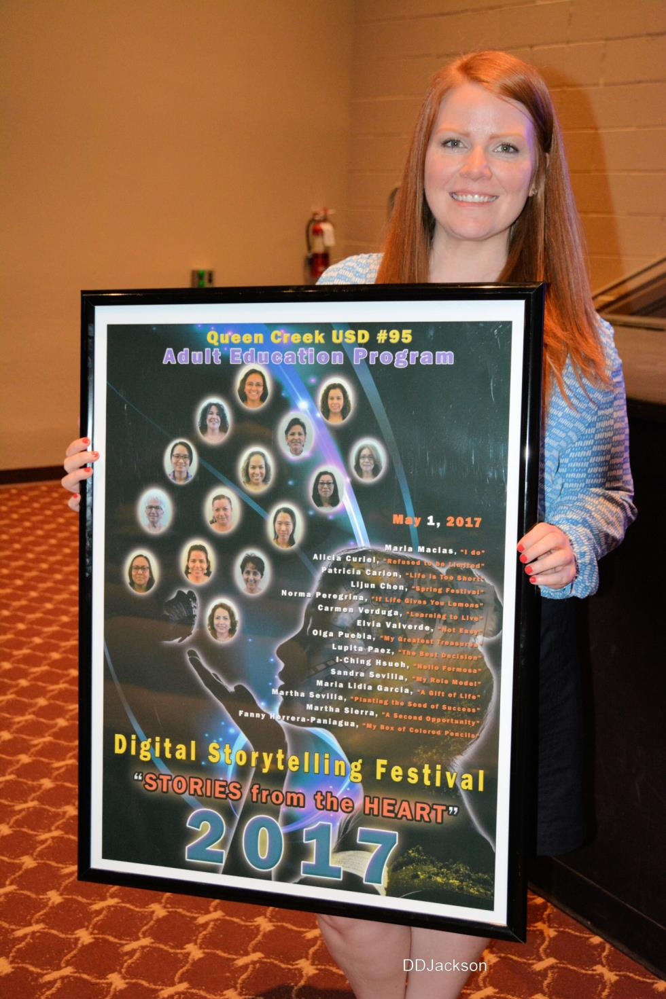 Queen Creek USD #95
Adult Education Program
May 1, 2017
Maria Macias, "I do"
Alicia Curiel, "Refused to be Limited"
Patricia Carlon, "Life is Too Short"
Lijun Chen, "Spring Festival"
Norma Peregrina, "If Life Gives You Lemons"
Carmen Verduga, "Learning to Live"
Elvia Valverde, "Not Easy"
Olga Puebla, "My Greatest Treasures"
Lupita Paez, "The Best Decision"
I-Ching Hsueh, "Hello Formosa"
Sandra Sevilla, "My Role Model"
Maria Lidia Garcia, "A Gift of Life"
Martha Sevilla, "Planting the Seed of Success"
Martha Sierra, "A Second Opportunity"
Fanny Herrera-Paniagua, "My Box of Colored Pencils"
Digital Storytelling Festival
"STORIES from the HEART"
2017
DDJackson